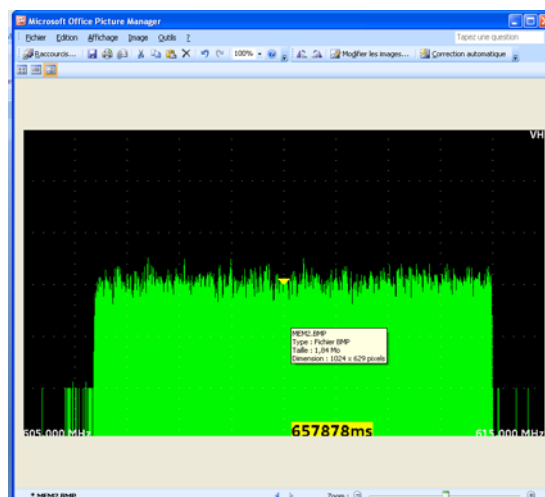 Microsoft Office Picture Manager
Fichier Edition Affichage Image Outils ?
Tapez une question
Raccourcis... 100% Modifier les images... Correction automatique
VH
MEM2.BMP
Type : Fichier BMP
Taille : 1,84 Mo
Dimension : 1024 x 629 pixels
605.000 MHz 657878ms 615.000 MHz
* MEM2.BMP Zoom :